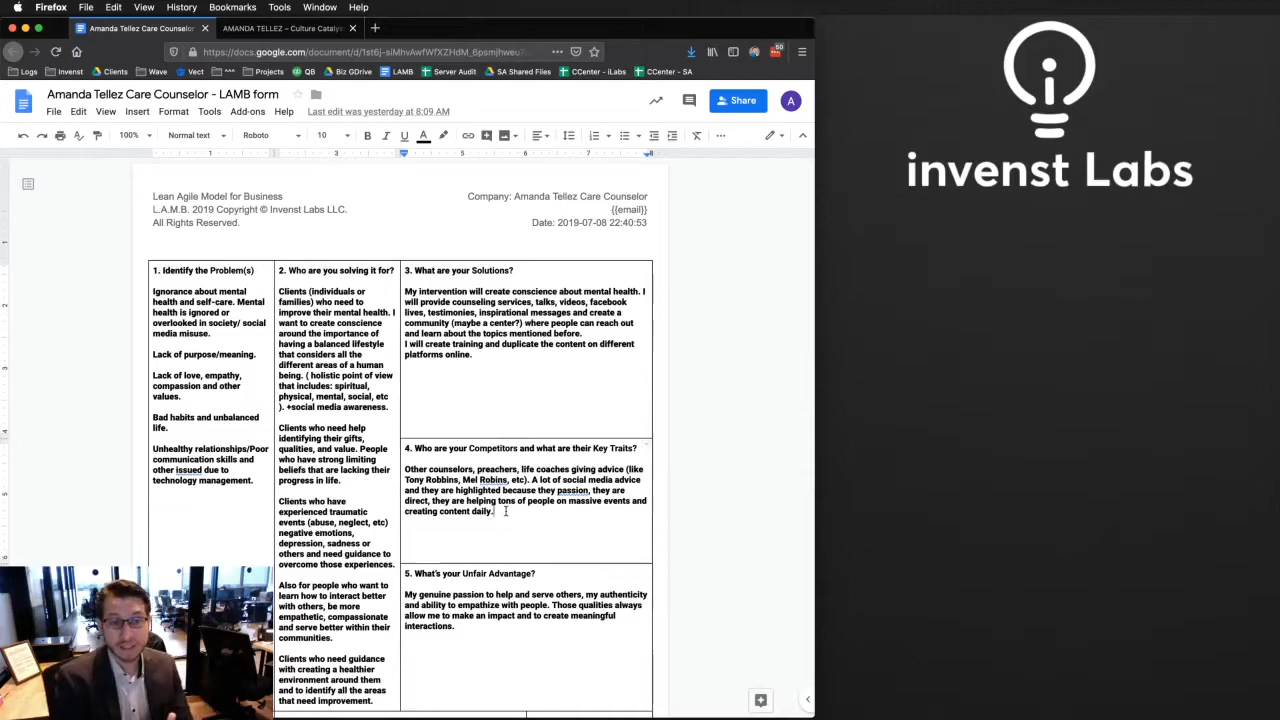 Firefox File Edit View History Bookmarks Tools Window Help
Amanda Tellez Care Counselor
AMANDA TELLEZ – Culture Cataly
https://docs.google.com/document/d/1st6j-siMhvAwfWfXZHdM_6psmjhweu7
50
Logs Invenst Clients Wave Vect ^^^ Projects QB Biz GDrive LAMB Server Audit SA Shared Files CCenter - iLabs CCenter - SA
Amanda Tellez Care Counselor - LAMB form
File Edit View Insert Format Tools Add-ons Help Last edit was yesterday at 8:09 AM
Share
A
100% Normal text Roboto 10 B I U A
1 3 5 6 7 8
Lean Agile Model for Business
L.A.M.B. 2019 Copyright © Invenst Labs LLC.
All Rights Reserved.
Company: Amanda Tellez Care Counselor
{{email}}
Date: 2019-07-08 22:40:53
1. Identify the Problem(s)
Ignorance about mental
health and self-care. Mental
health is ignored or
overlooked in society/ social
media misuse.
Lack of purpose/meaning.
Lack of love, empathy,
compassion and other
values.
Bad habits and unbalanced
life.
Unhealthy relationships/Poor
communication skills and
other issued due to
technology management.
2. Who are you solving it for?
Clients (individuals or
families) who need to
improve their mental health. I
want to create conscience
around the importance of
having a balanced lifestyle
that considers all the
different areas of a human
being. ( holistic point of view
that includes: spiritual,
physical, mental, social, etc
). +social media awareness.
Clients who need help
identifying their gifts,
qualities, and value. People
who have strong limiting
beliefs that are lacking their
progress in life.
Clients who have
experienced traumatic
events (abuse, neglect, etc)
negative emotions,
depression, sadness or
others and need guidance to
overcome those experiences.
Also for people who want to
learn how to interact better
with others, be more
empathetic, compassionate
and serve better within their
communities.
Clients who need guidance
with creating a healthier
environment around them
and to identify all the areas
that need improvement.
3. What are your Solutions?
My intervention will create conscience about mental health. I
will provide counseling services, talks, videos, facebook
lives, testimonies, inspirational messages and create a
community (maybe a center?) where people can reach out
and learn about the topics mentioned before.
I will create training and duplicate the content on different
platforms online.
4. Who are your Competitors and what are their Key Traits?
Other counselors, preachers, life coaches giving advice (like
Tony Robbins, Mel Robins, etc). A lot of social media advice
and they are highlighted because they passion, they are
direct, they are helping tons of people on massive events and
creating content daily.
5. What's your Unfair Advantage?
My genuine passion to help and serve others, my authenticity
and ability to empathize with people. Those qualities always
allow me to make an impact and to create meaningful
interactions.
invenst Labs